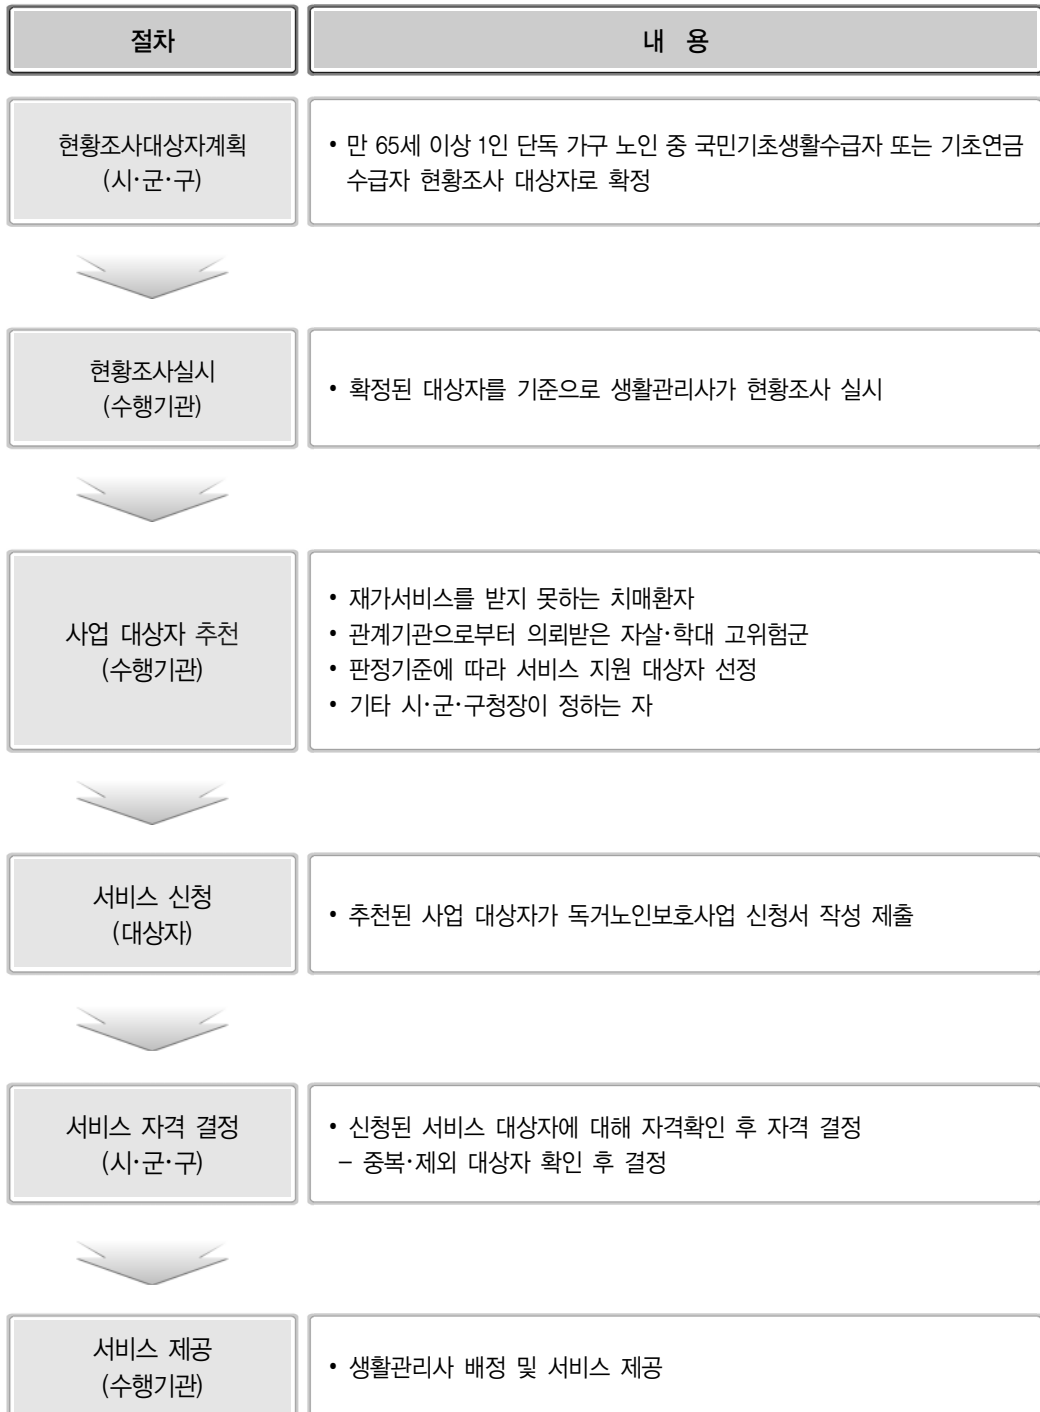 절차
내 용
현황조사대상자계획
(시·군·구)
• 만 65세 이상 1인 단독 가구 노인 중 국민기초생활수급자 또는 기초연금
수급자 현황조사 대상자로 확정
현황조사실시
(수행기관)
• 확정된 대상자를 기준으로 생활관리사가 현황조사 실시
사업 대상자 추천
(수행기관)
• 재가서비스를 받지 못하는 치매환자
• 관계기관으로부터 의뢰받은 자살·학대 고위험군
• 판정기준에 따라 서비스 지원 대상자 선정
• 기타 시·군·구청장이 정하는 자
서비스 신청
(대상자)
• 추천된 사업 대상자가 독거노인보호사업 신청서 작성 제출
서비스 자격 결정
(시·군·구)
• 신청된 서비스 대상자에 대해 자격확인 후 자격 결정
– 중복·제외 대상자 확인 후 결정
서비스 제공
(수행기관)
• 생활관리사 배정 및 서비스 제공